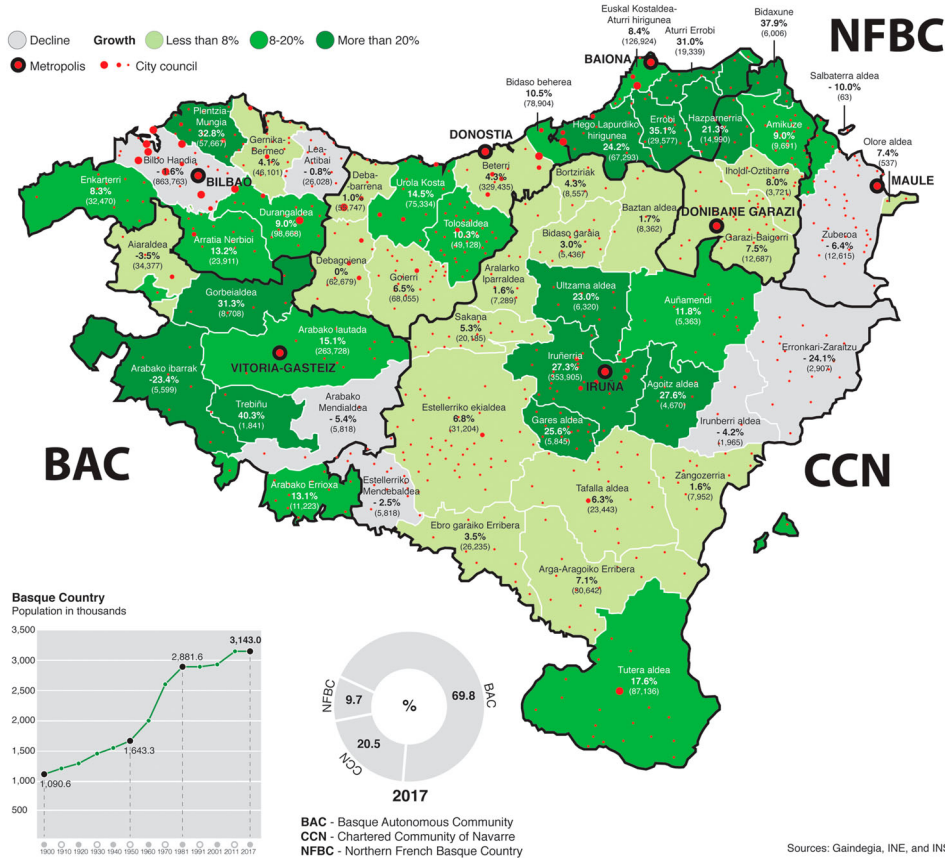 Decline
Growth
Less than 8%
8-20%
More than 20%
Metropolis
City council
NFBC
Euskal Kostaldea-
Aturri hirigunea
8.4%
(126,924)
Aturri Errobi
31.0%
(19,339)
Bidaxune
37.9%
(6,006)
Salbaterra aldea
- 10.0%
(63)
Olore aldea
7.4%
(537)
BAIONA
Bidaso beherea
10.5%
(78,904)
DONOSTIA
MAULE
Plentzia-
Mungia
32.8%
(57,667)
Gernika-
Bermeo
4.1%
(46,101)
Lea-
Artibai
- 0.8%
(26,028)
Bilbo Handia
- 1.6%
(863,763)
BILBAO
Enkarterri
8.3%
(32,470)
Durangaldea
9.0%
(98,668)
Arratia Nerbioi
13.2%
(23,911)
Aiaraldea
-3.5%
(34,377)
Deba-
barrena
1.0%
Urola Kosta
14.5%
(75,334)
Beterri
4.3%
(329,435)
Tolosaldea
10.3%
(49,128)
Debagoiena
0%
(62,679)
Goierri
6.5%
(68,055)
Hego Lapurdiko
hirigunea
24.2%
(67,293)
Errobi
35.1%
(29,577)
Hazparnerria
21.3%
(14,990)
Amikuze
9.0%
(9,691)
Iholdi-Oztibarre
8.0%
(3,721)
DONIBANE GARAZI
Garazi-Baigorri
7.5%
(12,687)
Zuberoa
- 6.4%
(12,615)
Bortziriak
4.3%
(8,557)
Baztan aldea
1.7%
(8,362)
Bidaso garaia
3.0%
(5,436)
Aralarko
Iparraldea
1.6%
(7,289)
Ultzama aldea
23.0%
(6,320)
Auñamendi
11.8%
(5,363)
Sakana
5.3%
(20,185)
Gorbeialdea
31.3%
(8,708)
Arabako lautada
15.1%
(263,728)
VITORIA-GASTEIZ
Arabako ibarrak
-23.4%
(5,599)
Trebiñu
40.3%
(1,841)
Arabako
Mendialdea
- 5.4%
(5,818)
Iruñerria
27.3%
(353,905)
IRUÑA
Agoitz aldea
27.6%
(4,670)
Erronkari-Zaraitzu
- 24.1%
(2,907)
Irunberri aldea
- 4.2%
(1,965)
Gares aldea
25.6%
(5,845)
Estellerriko ekialdea
6.8%
(31,204)
BAC
CCN
Arabako Errioxa
13.1%
(11,223)
Estellerriko
Mendebaldea
- 2.5%
(5,818)
Tafalla aldea
6.3%
(23,443)
Zangozerria
1.6%
(7,952)
Ebro garaiko Erribera
3.5%
(26,235)
Arga-Aragoiko Erribera
7.1%
(30,642)
Tutera aldea
17.6%
(87,136)
Basque Country
Population in thousands
3,500
3,000
2,500
2,000
1,500
1,000
500
3,143.0
2,881.6
1,643.3
1,090.6
1900 1910 1920 1930 1940 1950 1960 1970 1981 1991 2001 2011 2017
NFBC
9.7
%
69.8
BAC
20.5
CCN
2017
BAC - Basque Autonomous Community
CCN - Chartered Community of Navarre
NFBC - Northern French Basque Country
Sources: Gaindegia, INE, and